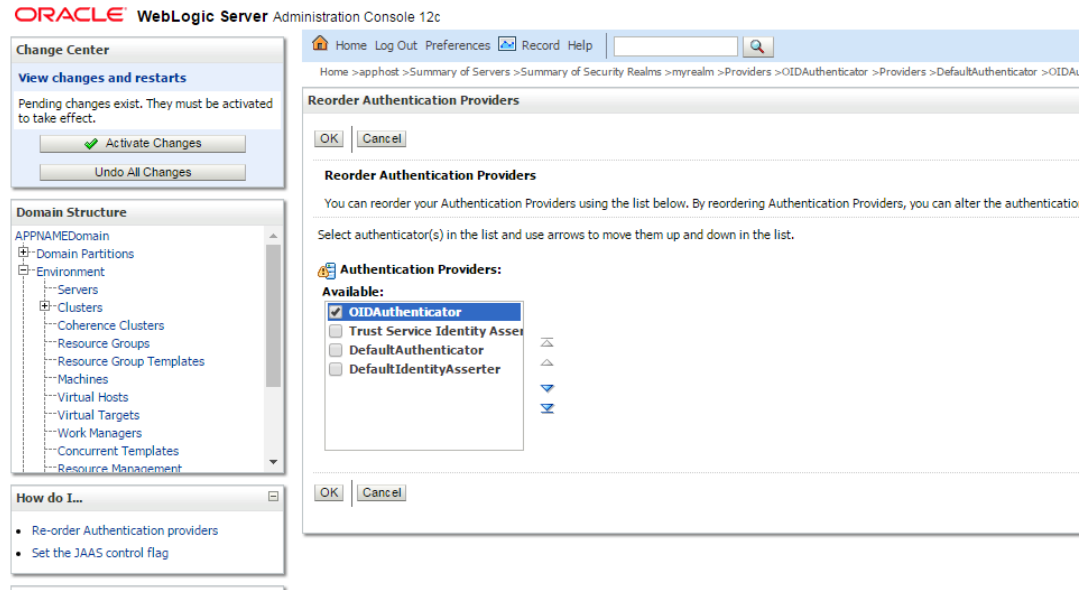 ORACLE WebLogic Server Administration Console 12c
Change Center
View changes and restarts
Pending changes exist. They must be activated
to take effect.
Activate Changes
Undo All Changes
Domain Structure
APPNAMEDomain
Domain Partitions
Environment
Servers
Clusters
Coherence Clusters
Resource Groups
Resource Group Templates
Machines
Virtual Hosts
Virtual Targets
Work Managers
Concurrent Templates
Resource Management
How do I...
Re-order Authentication providers
Set the JAAS control flag
Home Log Out Preferences Record Help
Home >apphost >Summary of Servers >Summary of Security Realms >myrealm >Providers >OIDAuthenticator >Providers >DefaultAuthenticator >OIDAu
Reorder Authentication Providers
OK Cancel
Reorder Authentication Providers
You can reorder your Authentication Providers using the list below. By reordering Authentication Providers, you can alter the authentication
Select authenticator(s) in the list and use arrows to move them up and down in the list.
Authentication Providers:
Available:
OIDAuthenticator
Trust Service Identity Asser
DefaultAuthenticator
DefaultIdentityAsserter
OK Cancel